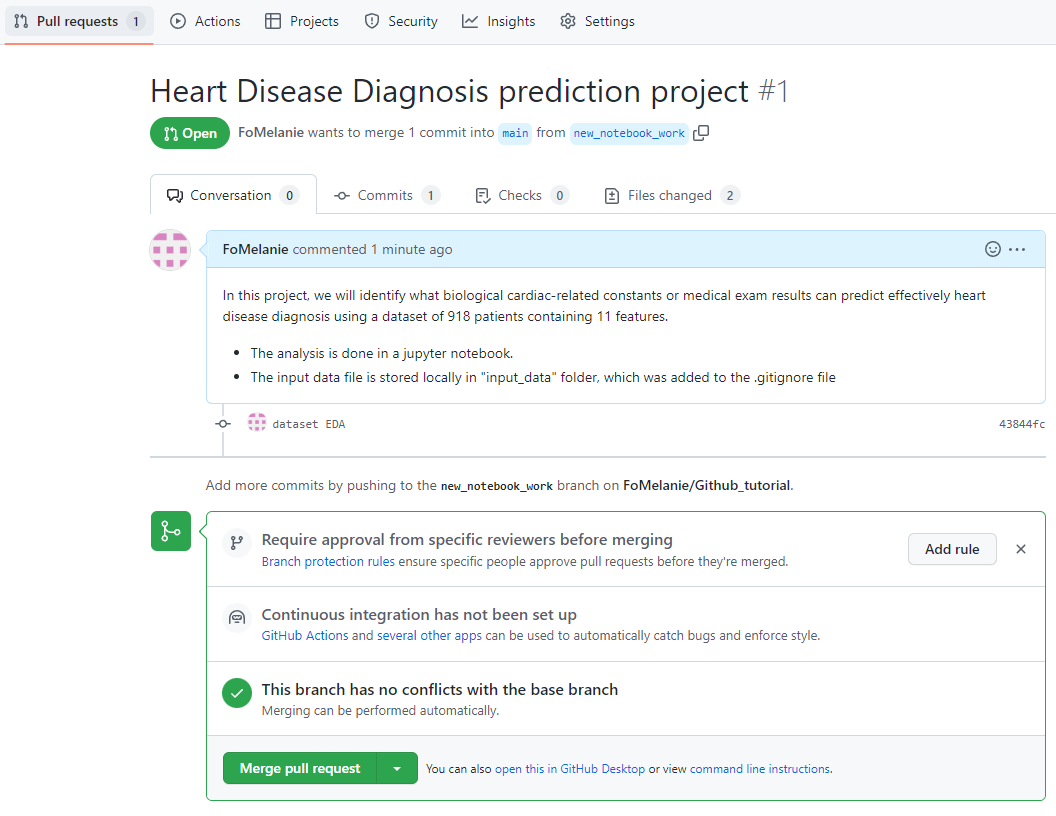 Pull requests 1 Actions Projects Security Insights Settings
Heart Disease Diagnosis prediction project #1
Open FoMelanie wants to merge 1 commit into main from new_notebook_work
Conversation 0 Commits 1 Checks 0 Files changed 2
FoMelanie commented 1 minute ago
In this project, we will identify what biological cardiac-related constants or medical exam results can predict effectively heart
disease diagnosis using a dataset of 918 patients containing 11 features.
• The analysis is done in a jupyter notebook.
• The input data file is stored locally in "input_data" folder, which was added to the .gitignore file
dataset EDA 43844fc
Add more commits by pushing to the new_notebook_work branch on FoMelanie/Github_tutorial.
Require approval from specific reviewers before merging
Branch protection rules ensure specific people approve pull requests before they're merged.
Add rule
Continuous integration has not been set up
GitHub Actions and several other apps can be used to automatically catch bugs and enforce style.
This branch has no conflicts with the base branch
Merging can be performed automatically.
Merge pull request You can also open this in GitHub Desktop or view command line instructions.